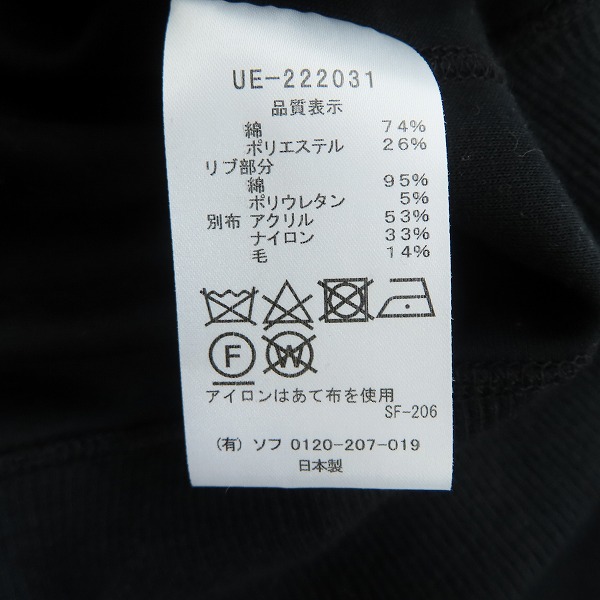 UE-222031
品質表示
綿 74%
ポリエステル 26%
リブ部分
綿 95%
ポリウレタン 5%
別布 アクリル 53%
ナイロン 33%
毛 14%
F W
アイロンはあて布を使用
SF-206
(有) ソフ 0120-207-019
日本製